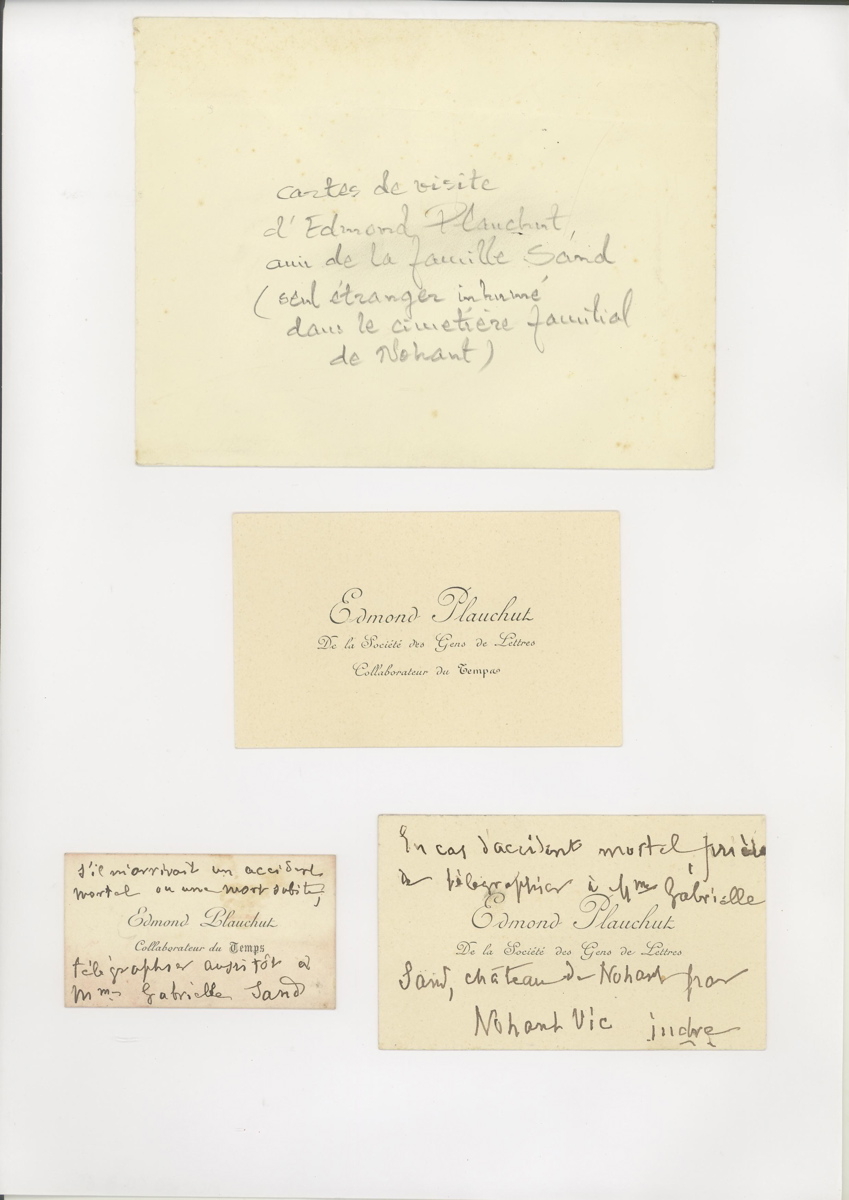 cartes de visite
d'Edmond Plauchut,
ami de la famille Sand
(seul étranger inhumé
dans le cimetière familial
de Nohant)
Edmond Plauchut
De la Société des Gens de Lettres
Collaborateur du Temps
s'il m'arrivait un accident
mortel ou une mort subite,
Edmond Plauchut
Collaborateur du Temps
télégraphier aussitôt à
Mme Gabrielle Sand
En cas d'accident mortel prière
de télégraphier à Mme Gabrielle
Edmond Plauchut
De la Société des Gens de Lettres
Sand, château de Nohant par
Nohant Vic indre